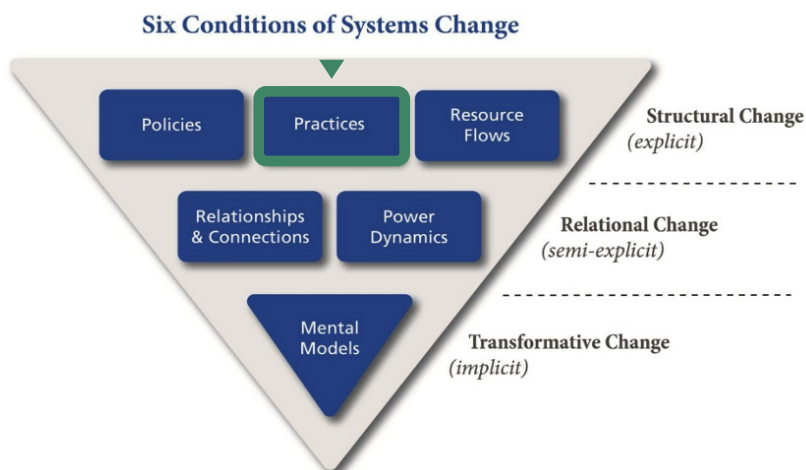 Six Conditions of Systems Change
Policies
Practices
Resource
Flows
Structural Change
(explicit)
Relationships
& Connections
Power
Dynamics
Relational Change
(semi-explicit)
Mental
Models
Transformative Change
(implicit)